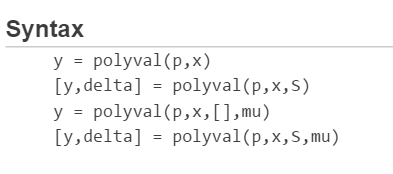 Syntax
y = polyval(p,x)
[y,delta] = polyval(p,x,S)
y = polyval(p,x,[],mu)
[y,delta] = polyval(p,x,S,mu)